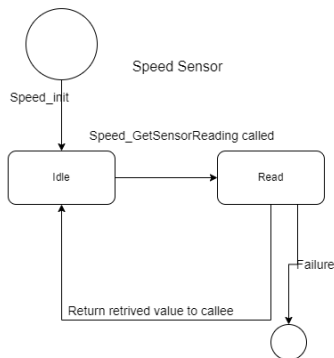 Speed Sensor
Speed_init
Speed_GetSensorReading called
Idle
Read
Failure
Return retrived value to callee